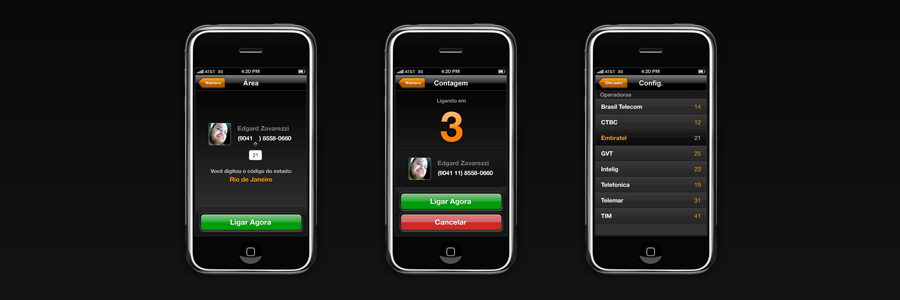 AT&T 3G 4:20 PM
Número Área
Edgard Zavarezzi
(9041 _ ) 8558-0660
21
Você digitou o código do estado:
Rio de Janeiro
Ligar Agora
AT&T 3G 4:20 PM
Número Contagem
Ligando em
3
Edgard Zavarezzi
(9041 11) 8558-0660
Ligar Agora
Cancelar
AT&T 3G 4:20 PM
Discador Config.
Operadoras
Brasil Telecom 14
CTBC 12
Embratel 21
GVT 25
Intelig 23
Telefonica 15
Telemar 31
TIM 41